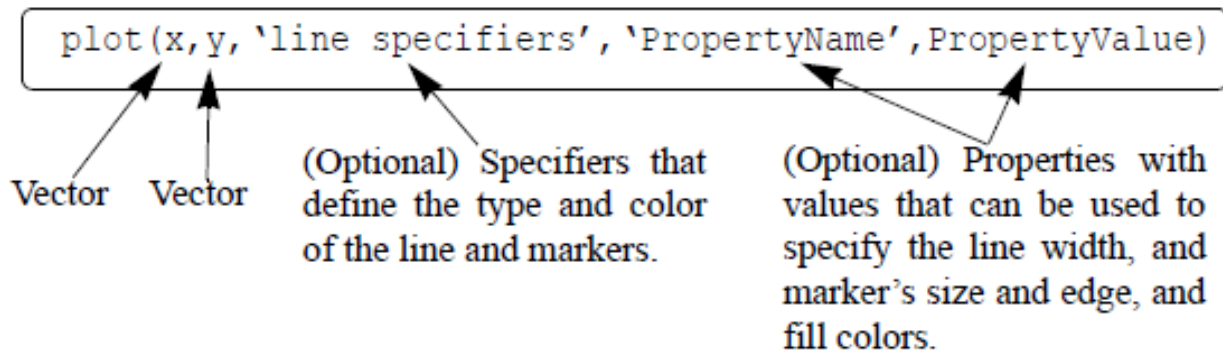 plot(x,y,‘line specifiers’,‘PropertyName’,PropertyValue)
Vector
Vector
(Optional) Specifiers that
define the type and color
of the line and markers.
(Optional) Properties with
values that can be used to
specify the line width, and
marker’s size and edge, and
fill colors.